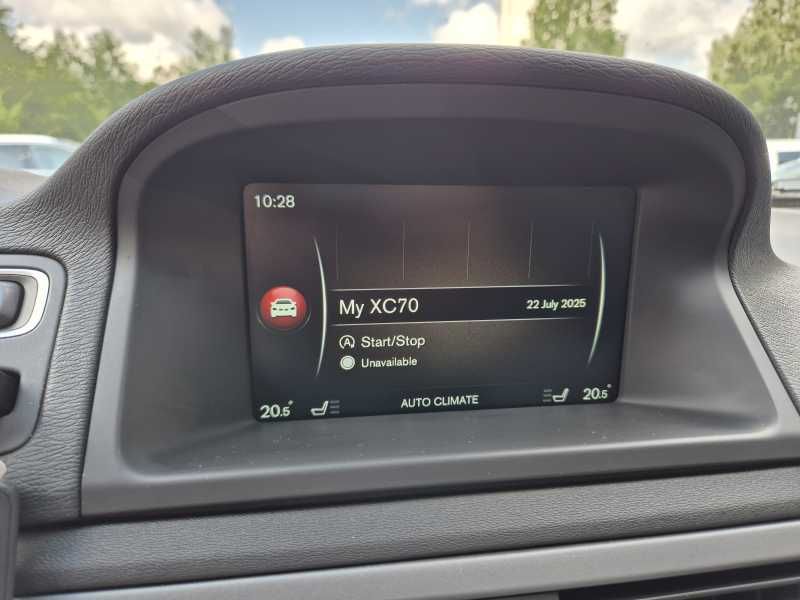 10:28
My XC70 22 July 2025
Start/Stop
Unavailable
20.5° AUTO CLIMATE 20.5°